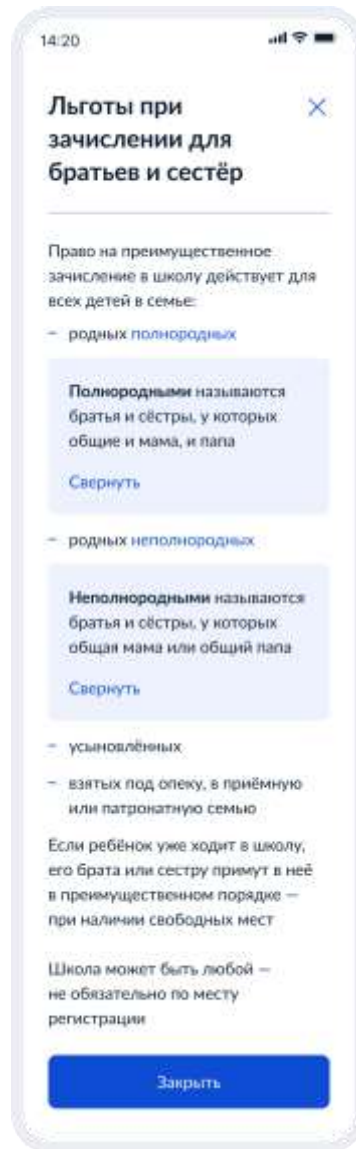 14:20
Льготы при
зачислении для
братьев и сестёр
Право на преимущественное
зачисление в школу действует для
всех детей в семье:
– родных полнородных
Полнородными называются
братья и сёстры, у которых
общие и мама, и папа
Свернуть
– родных неполнородных
Неполнородными называются
братья и сёстры, у которых
общая мама или общий папа
Свернуть
– усыновлённых
– взятых под опеку, в приёмную
или патронатную семью
Если ребёнок уже ходит в школу,
его брата или сестру примут в неё
в преимущественном порядке —
при наличии свободных мест
Школа может быть любой —
не обязательно по месту
регистрации
Закрыть